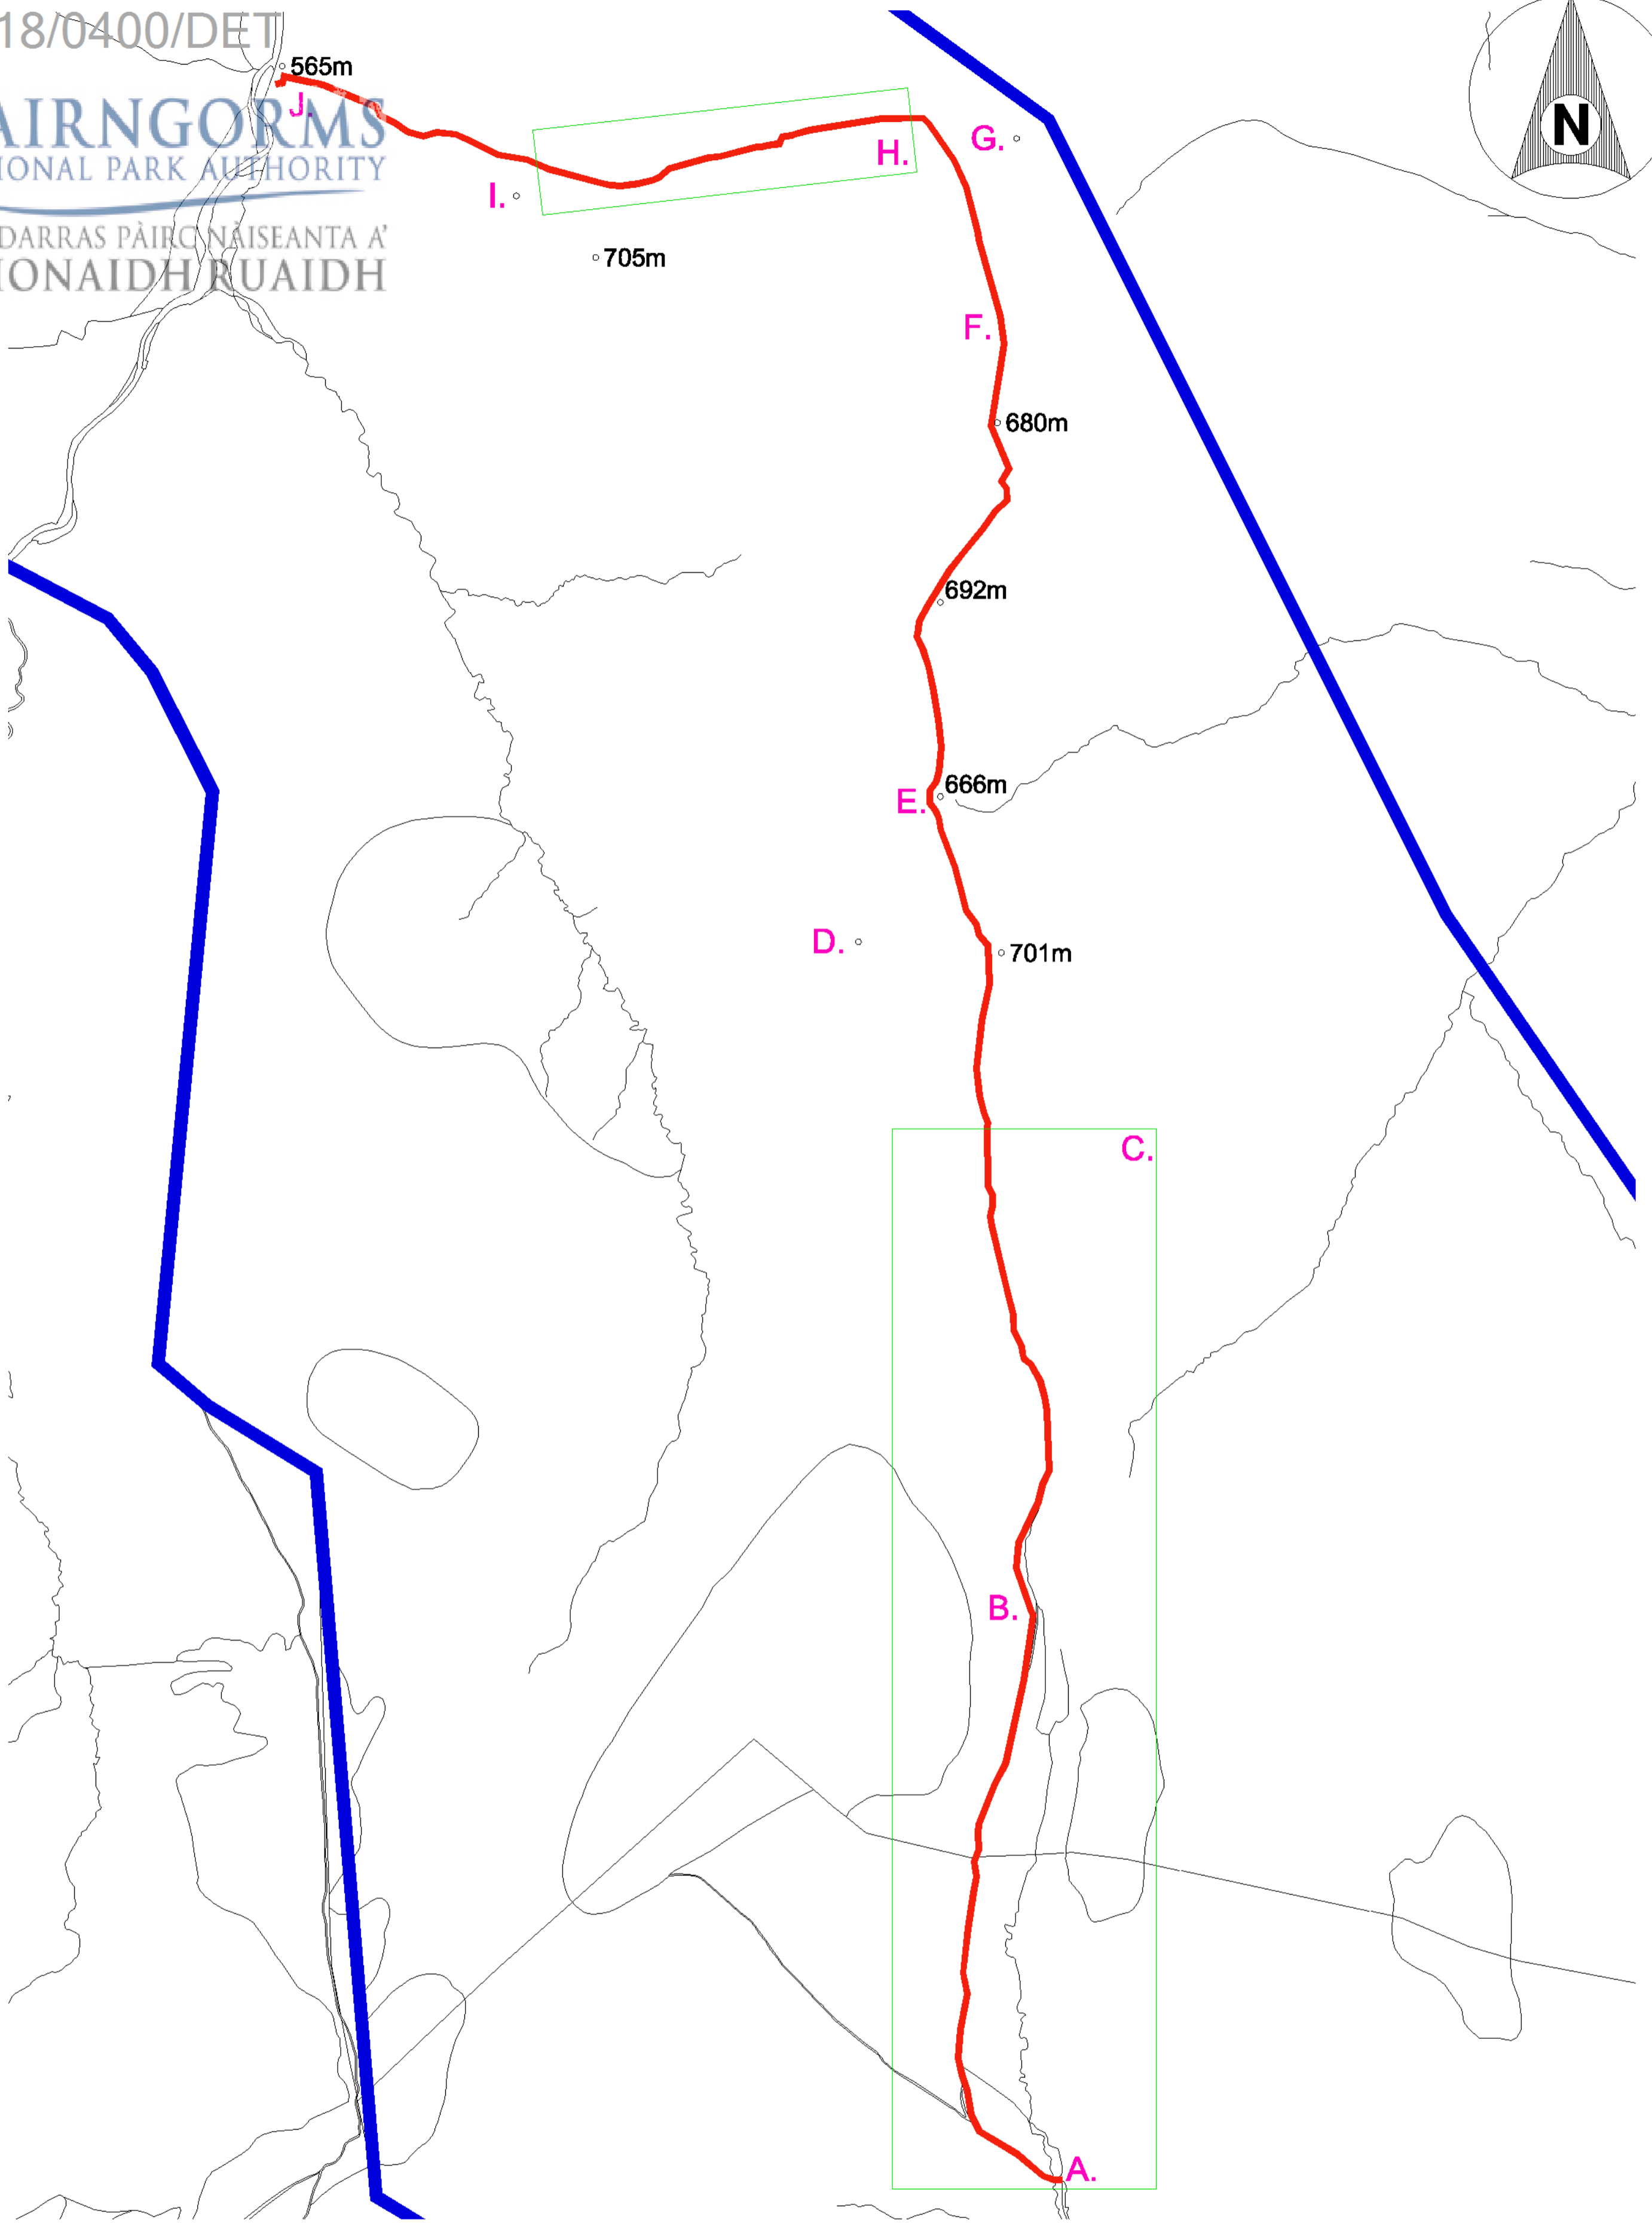 18/0400/DET
565m
J.
AIRNGORMS
IONAL PARK AUTHORITY
DARRAS PÀIRC NÀISEANTA A'
IONAIDH RUAIDH
N
G.
H.
I.
705m
F.
680m
692m
666m
E.
D.
701m
C.
B.
A.